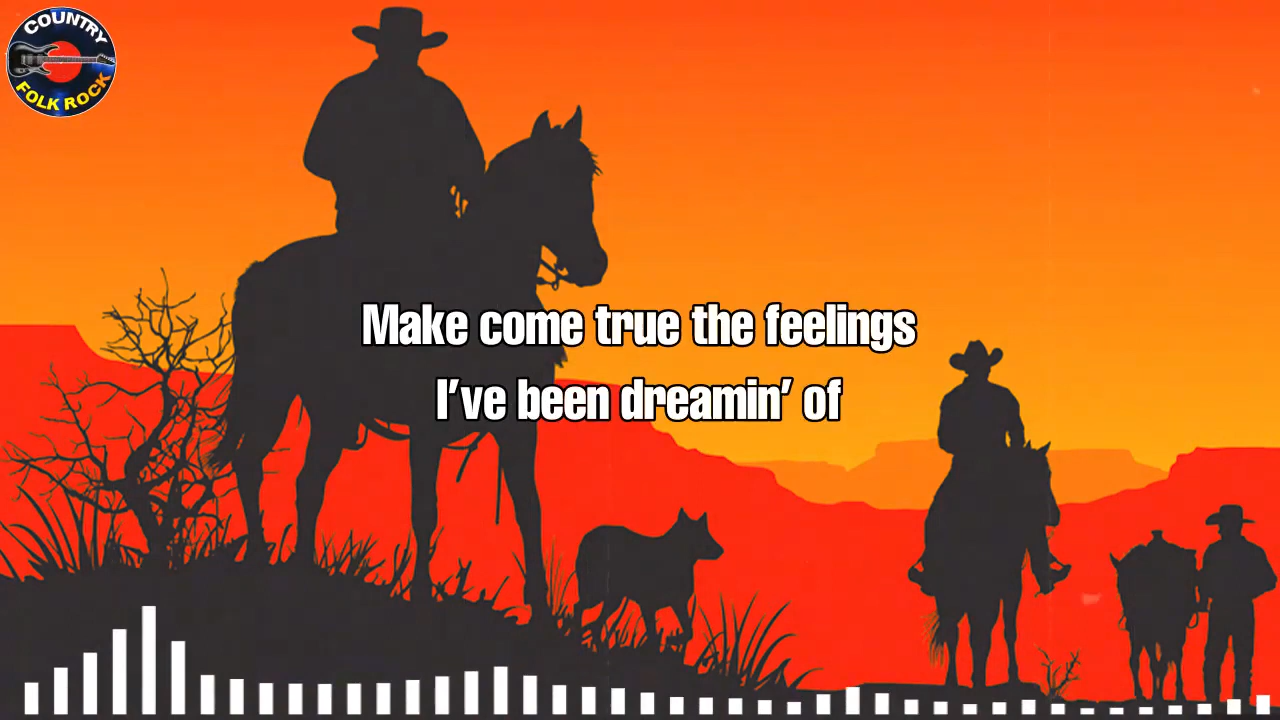 COUNTRY
FOLK ROCK
Make come true the feelings
I've been dreamin' of